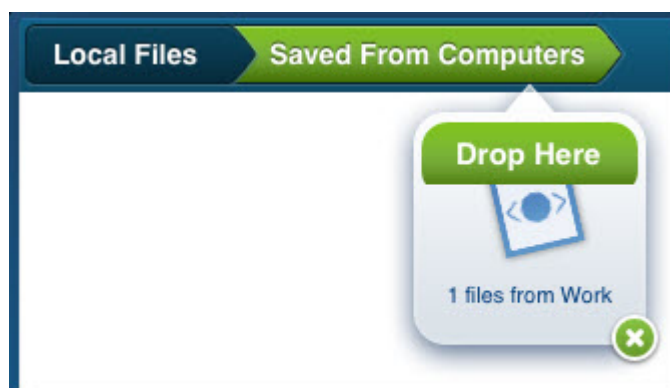 Local Files
Saved From Computers
Drop Here
1 files from Work